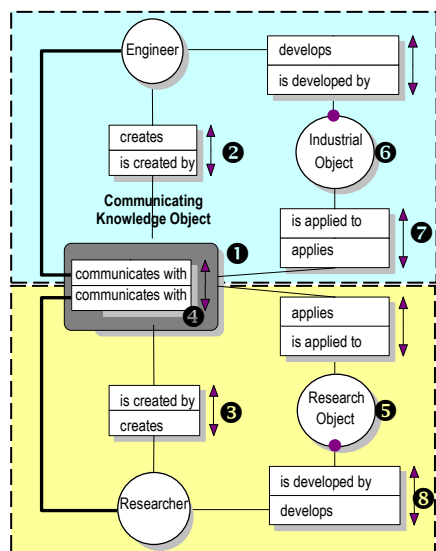 Engineer
develops
is developed by
creates
is created by
❷
Industrial
Object
❻
Communicating
Knowledge Object
is applied to
applies
❼
❶
communicates with
communicates with
❹
applies
is applied to
is created by
creates
❸
Research
Object
❺
is developed by
develops
❽
Researcher